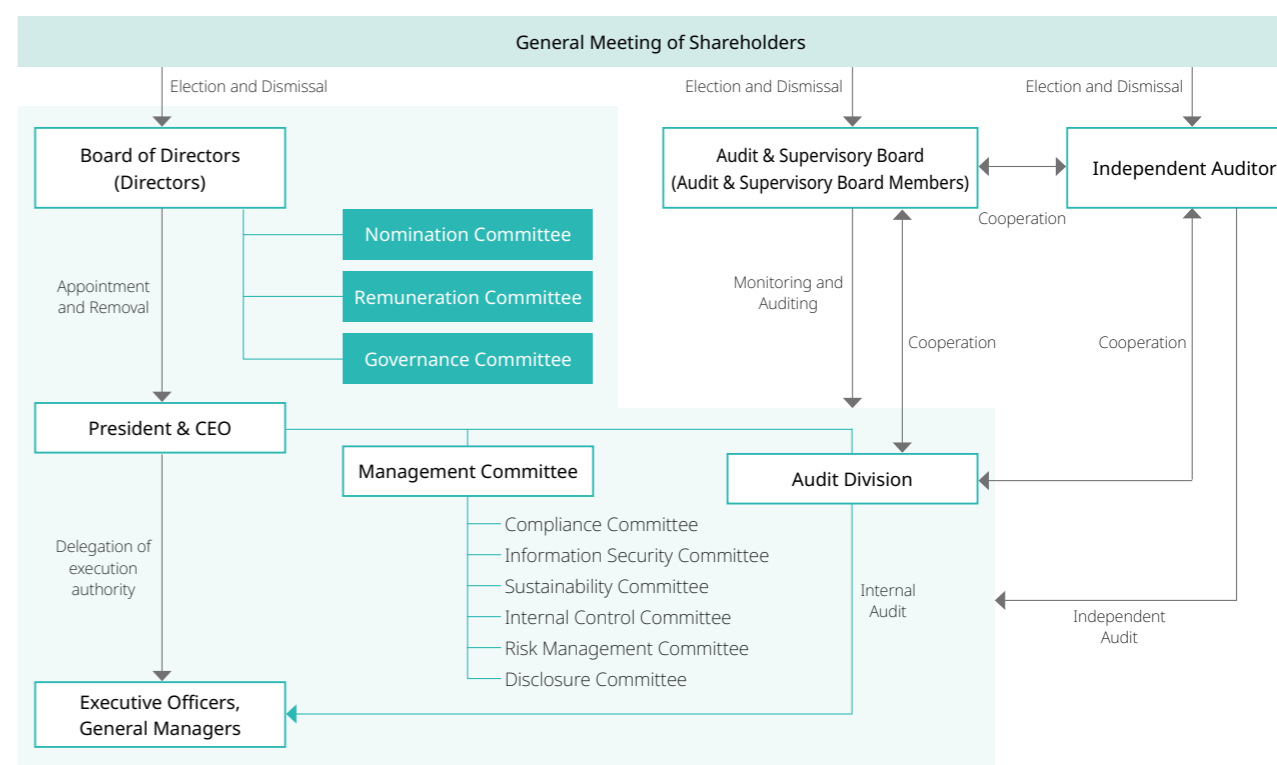 General Meeting of Shareholders
Election and Dismissal
Election and Dismissal
Election and Dismissal
Board of Directors
(Directors)
Audit & Supervisory Board
(Audit & Supervisory Board Members)
Independent Auditor
Cooperation
Nomination Committee
Remuneration Committee
Governance Committee
Appointment
and Removal
Monitoring and
Auditing
Cooperation
Cooperation
President & CEO
Management Committee
Audit Division
Compliance Committee
Information Security Committee
Sustainability Committee
Internal Control Committee
Risk Management Committee
Disclosure Committee
Delegation of
execution
authority
Internal
Audit
Independent
Audit
Executive Officers,
General Managers